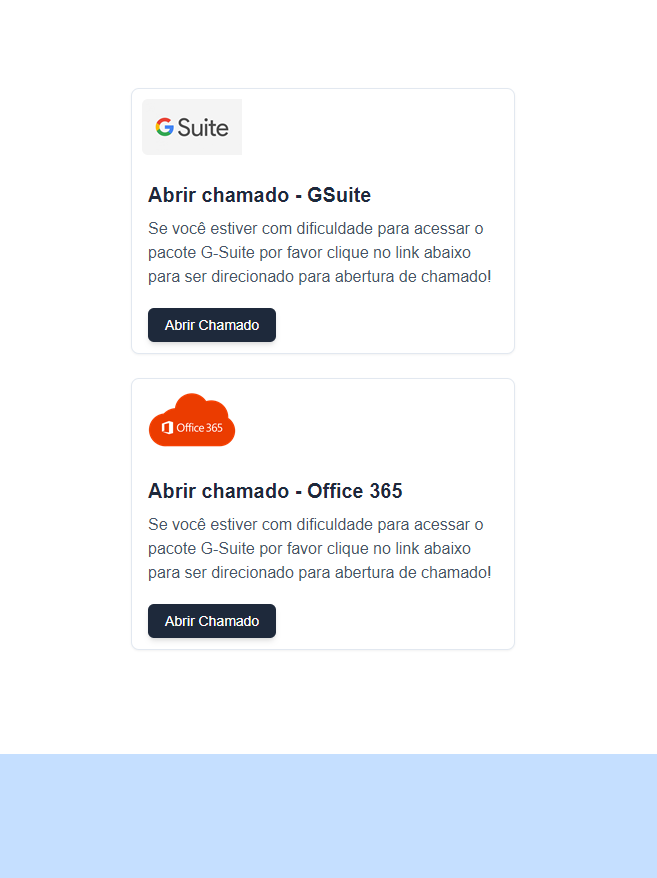 G Suite
Abrir chamado - GSuite
Se você estiver com dificuldade para acessar o
pacote G-Suite por favor clique no link abaixo
para ser direcionado para abertura de chamado!
Abrir Chamado
Office 365
Abrir chamado - Office 365
Se você estiver com dificuldade para acessar o
pacote G-Suite por favor clique no link abaixo
para ser direcionado para abertura de chamado!
Abrir Chamado